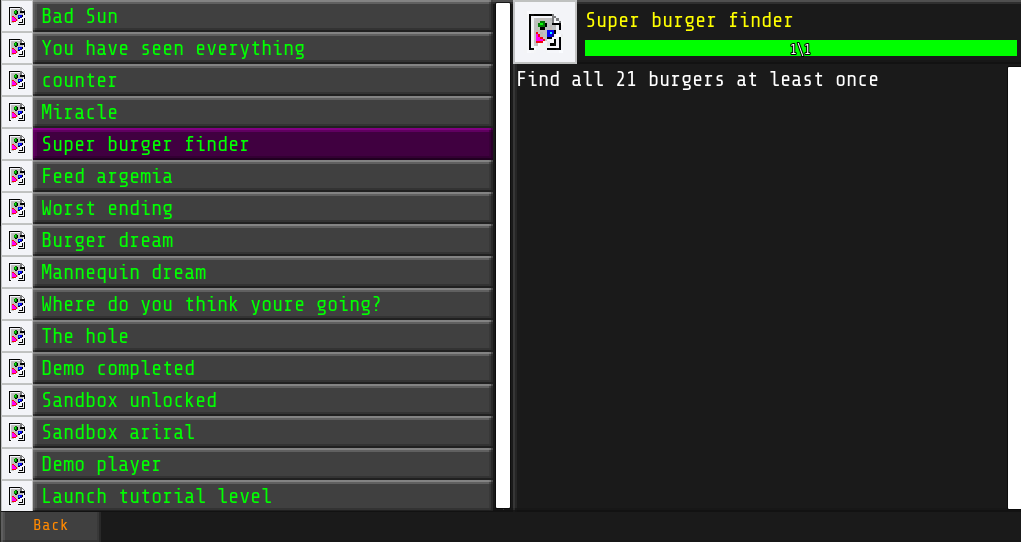 Bad Sun
You have seen everything
counter
Miracle
Super burger finder
Feed argemia
Worst ending
Burger dream
Mannequin dream
Where do you think youre going?
The hole
Demo completed
Sandbox unlocked
Sandbox ariral
Demo player
Launch tutorial level
Back
Super burger finder
1\1
Find all 21 burgers at least once